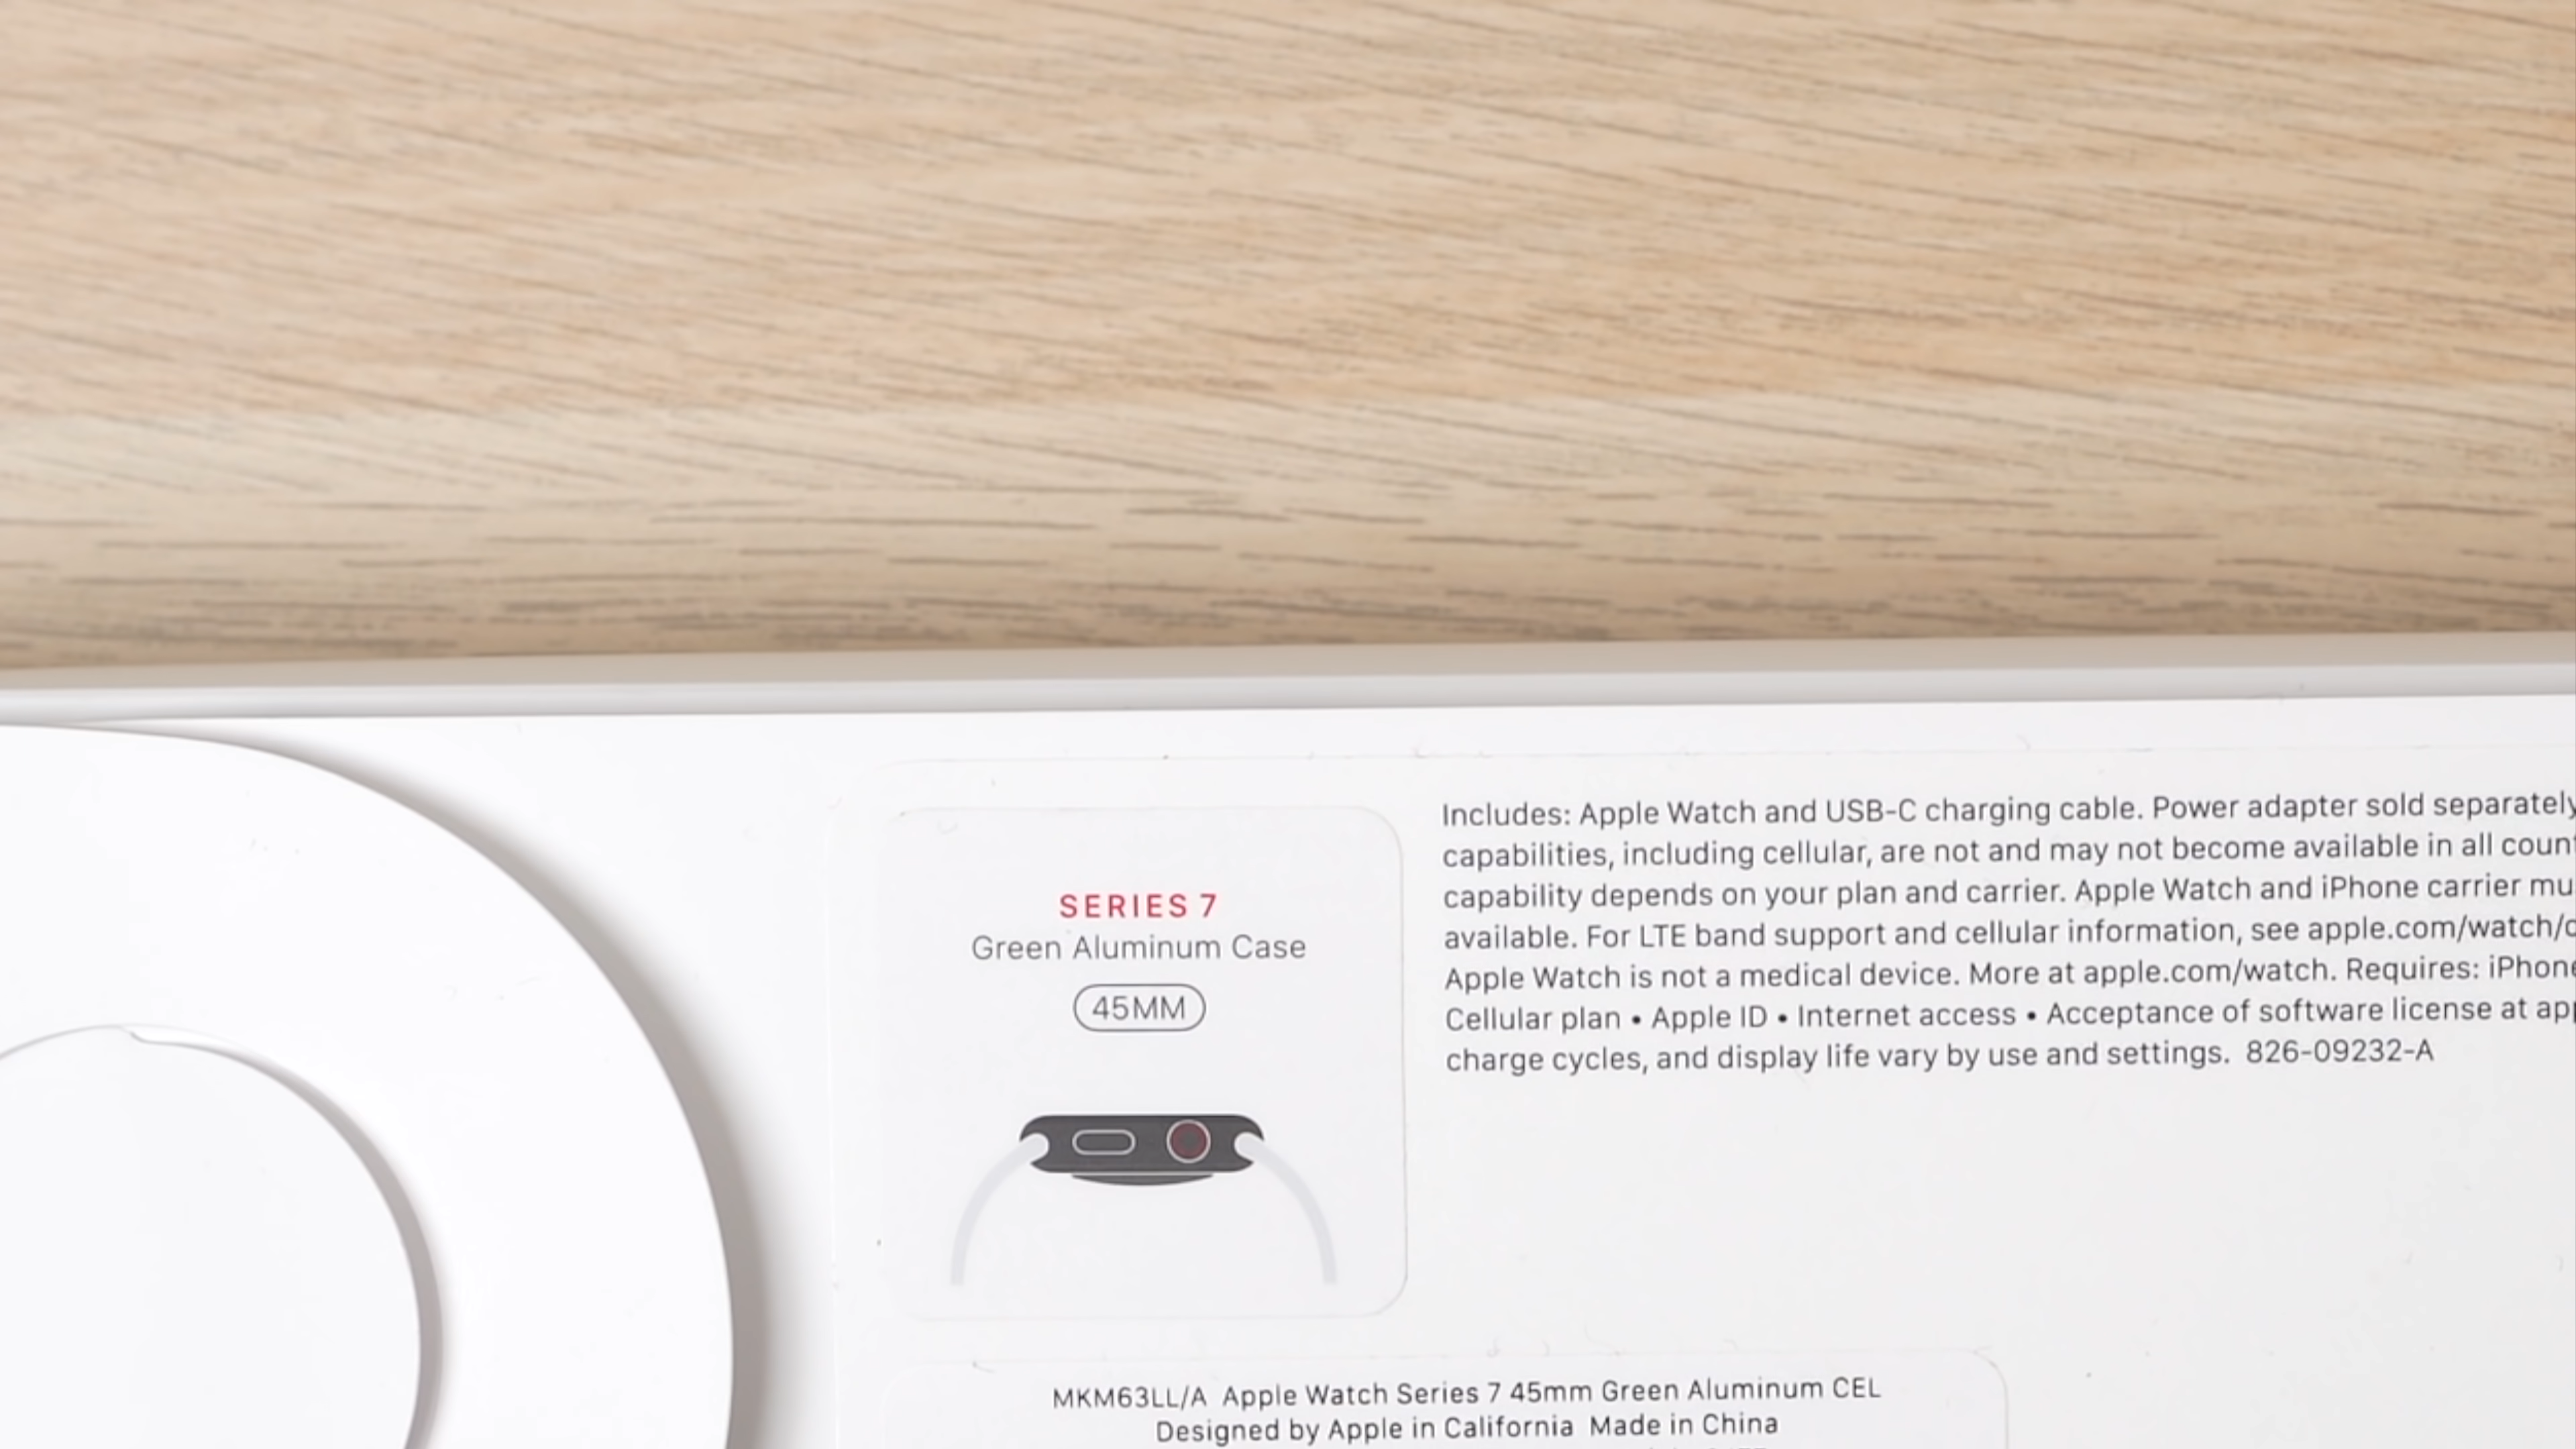 SERIES 7
Green Aluminum Case
45MM
Includes: Apple Watch and USB-C charging cable. Power adapter sold separately
capabilities, including cellular, are not and may not become available in all
capability depends on your plan and carrier. Apple Watch and iPhone carrier
available. For LTE band support and cellular information, see apple.com/watch/
Apple Watch is not a medical device. More at apple.com/watch. Requires: iPhone
Cellular plan • Apple ID • Internet access • Acceptance of software license at
charge cycles, and display life vary by use and settings. 826-09232-A
MKM63LL/A Apple Watch Series 7 45mm Green Aluminum CEL
Designed by Apple in California Made in China